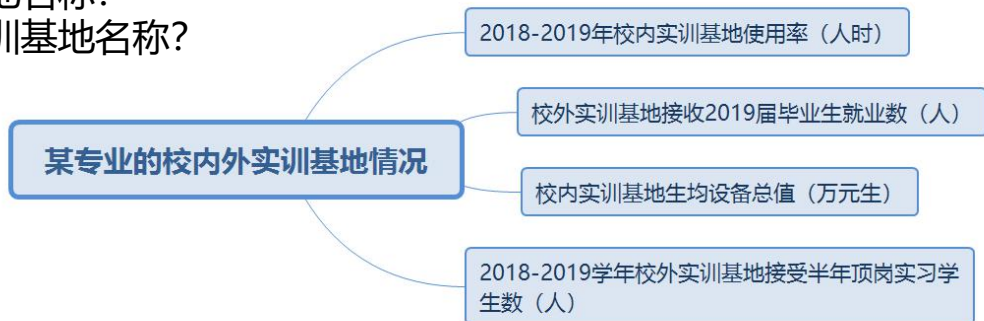 地名称？
训基地名称？
2018-2019年校内实训基地使用率（人时）
校外实训基地接收2019届毕业生就业数（人）
某专业的校内外实训基地情况
校内实训基地生均设备总值（万元生）
2018-2019学年校外实训基地接受半年顶岗实习学
生数（人）